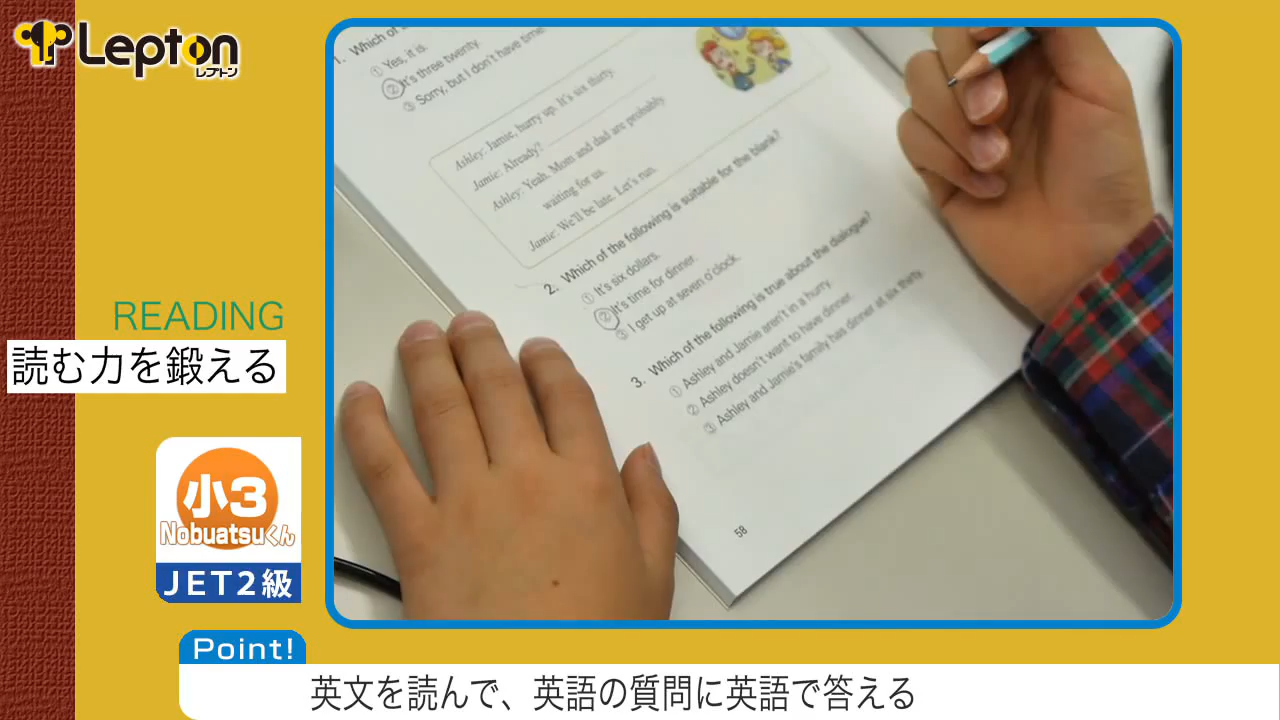 Lepton
レプトン
1. Which of
① Yes, it is.
② It's three twenty.
③ Sorry, but I don't have time.
Ashley: Jamie, hurry up. It's six thirty.
Jamie: Already?
Ashley: Yeah. Mom and dad are probably
waiting for us.
Jamie: We'll be late. Let's run.
2. Which of the following is suitable for the blank?
① It's six dollars.
② It's time for dinner.
③ I get up at seven o'clock.
3. Which of the following is true about the dialogue?
① Ashley and Jamie aren't in a hurry.
② Ashley doesn't want to have dinner.
③ Ashley and Jamie's family has dinner at six thirty.
58
READING
読む力を鍛える
小3
Nobuatsuくん
JET2級
Point!
英文を読んで、英語の質問に英語で答える